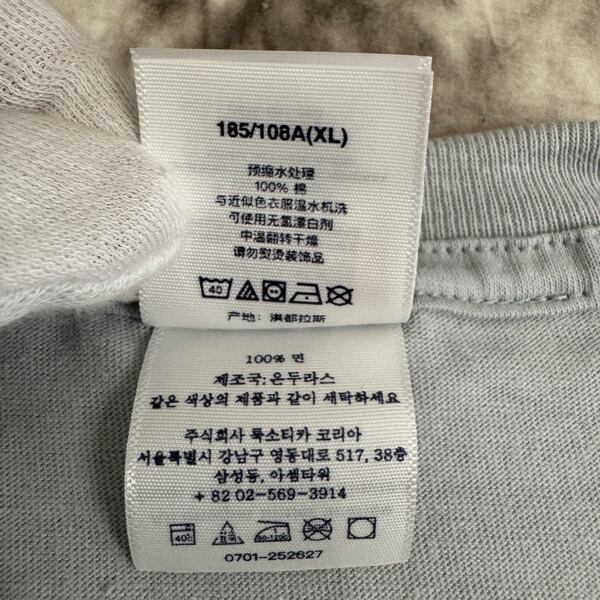 185/108A(XL)
预缩水处理
100% 棉
与近似色衣服温水机洗
可使用无氯漂白剂
中温翻转干燥
请勿熨烫装饰品
40
产地：洪都拉斯
100% 면
제조국:온두라스
같은 색상의 제품과 같이 세탁하세요
주식회사 룩소티카 코리아
서울특별시 강남구 영동대로 517, 38층
삼성동, 아셈타워
+ 82 02-569-3914
40℃
0701-252627